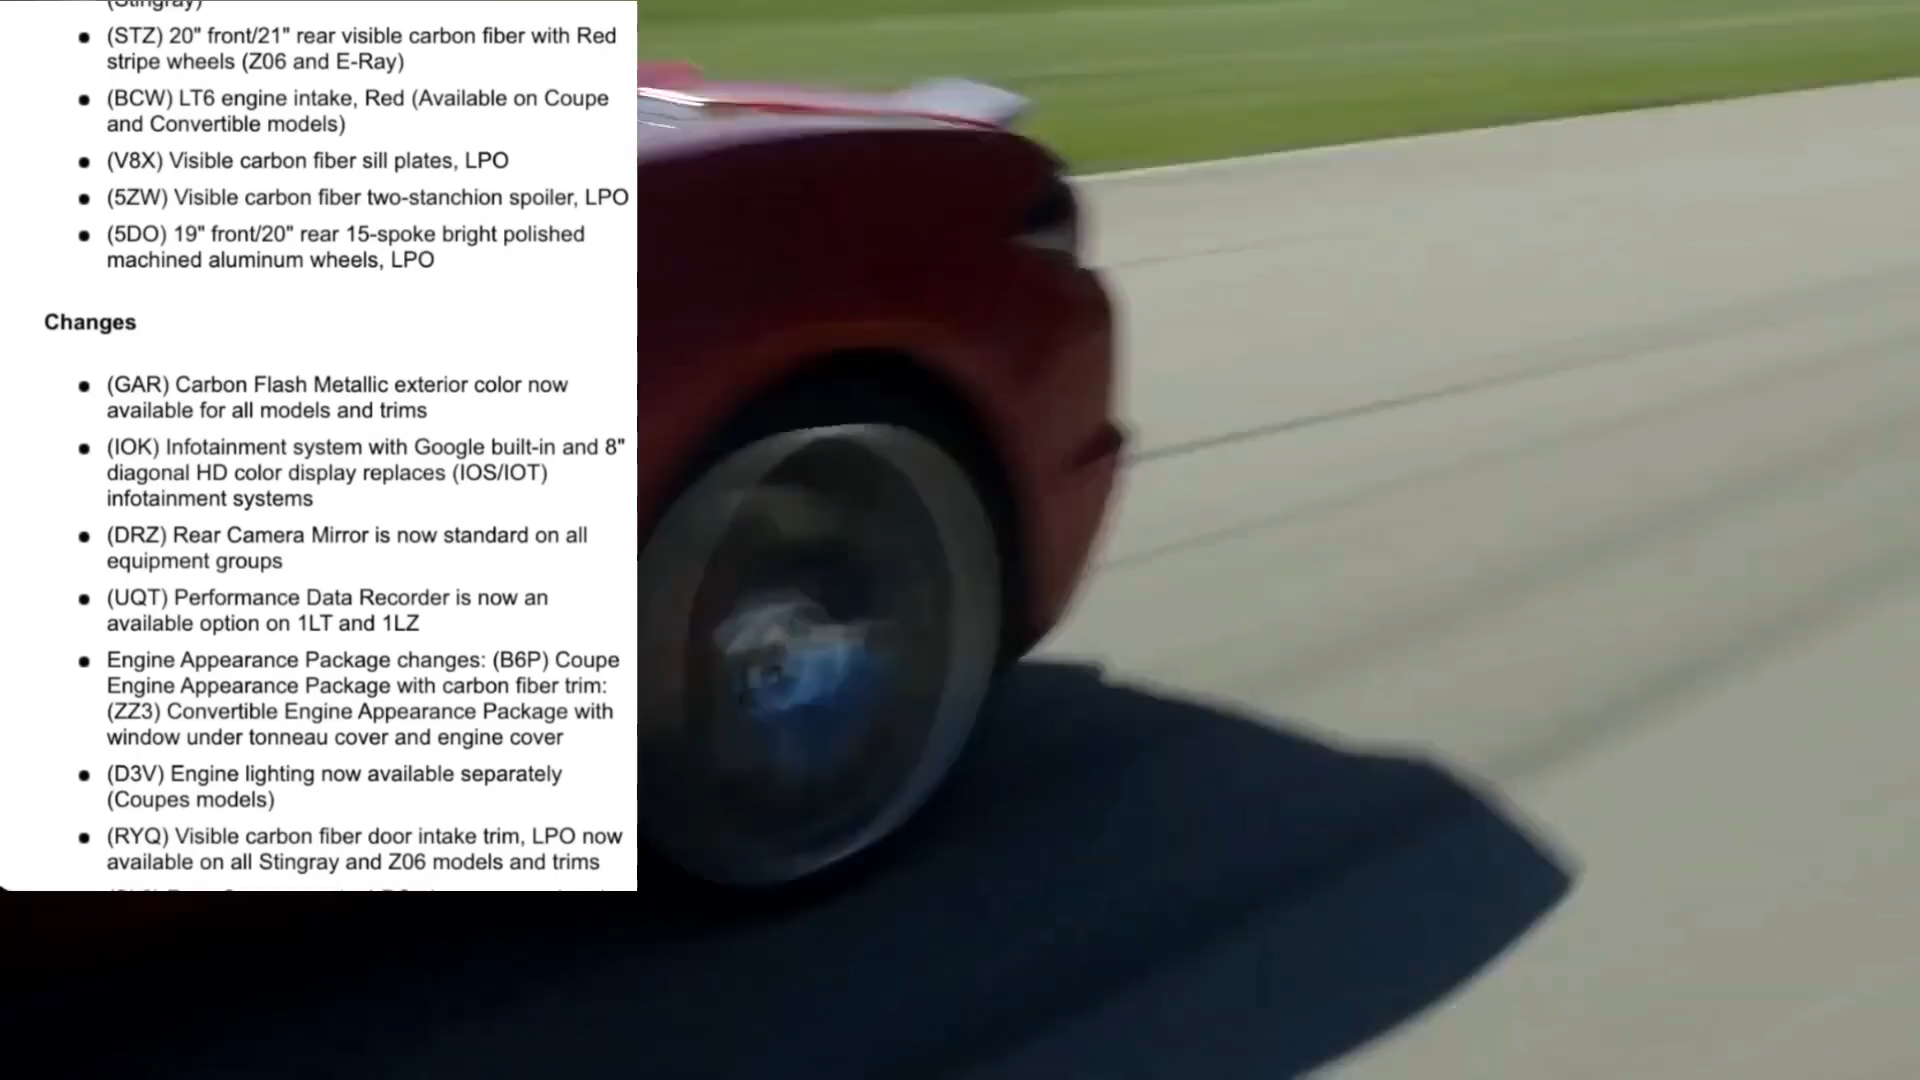 (Stingray)
(STZ) 20" front/21" rear visible carbon fiber with Red
stripe wheels (Z06 and E-Ray)
(BCW) LT6 engine intake, Red (Available on Coupe
and Convertible models)
(V8X) Visible carbon fiber sill plates, LPO
(5ZW) Visible carbon fiber two-stanchion spoiler, LPO
(5DO) 19" front/20" rear 15-spoke bright polished
machined aluminum wheels, LPO
Changes
(GAR) Carbon Flash Metallic exterior color now
available for all models and trims
(IOK) Infotainment system with Google built-in and 8"
diagonal HD color display replaces (IOS/IOT)
infotainment systems
(DRZ) Rear Camera Mirror is now standard on all
equipment groups
(UQT) Performance Data Recorder is now an
available option on 1LT and 1LZ
Engine Appearance Package changes: (B6P) Coupe
Engine Appearance Package with carbon fiber trim:
(ZZ3) Convertible Engine Appearance Package with
window under tonneau cover and engine cover
(D3V) Engine lighting now available separately
(Coupes models)
(RYQ) Visible carbon fiber door intake trim, LPO now
available on all Stingray and Z06 models and trims